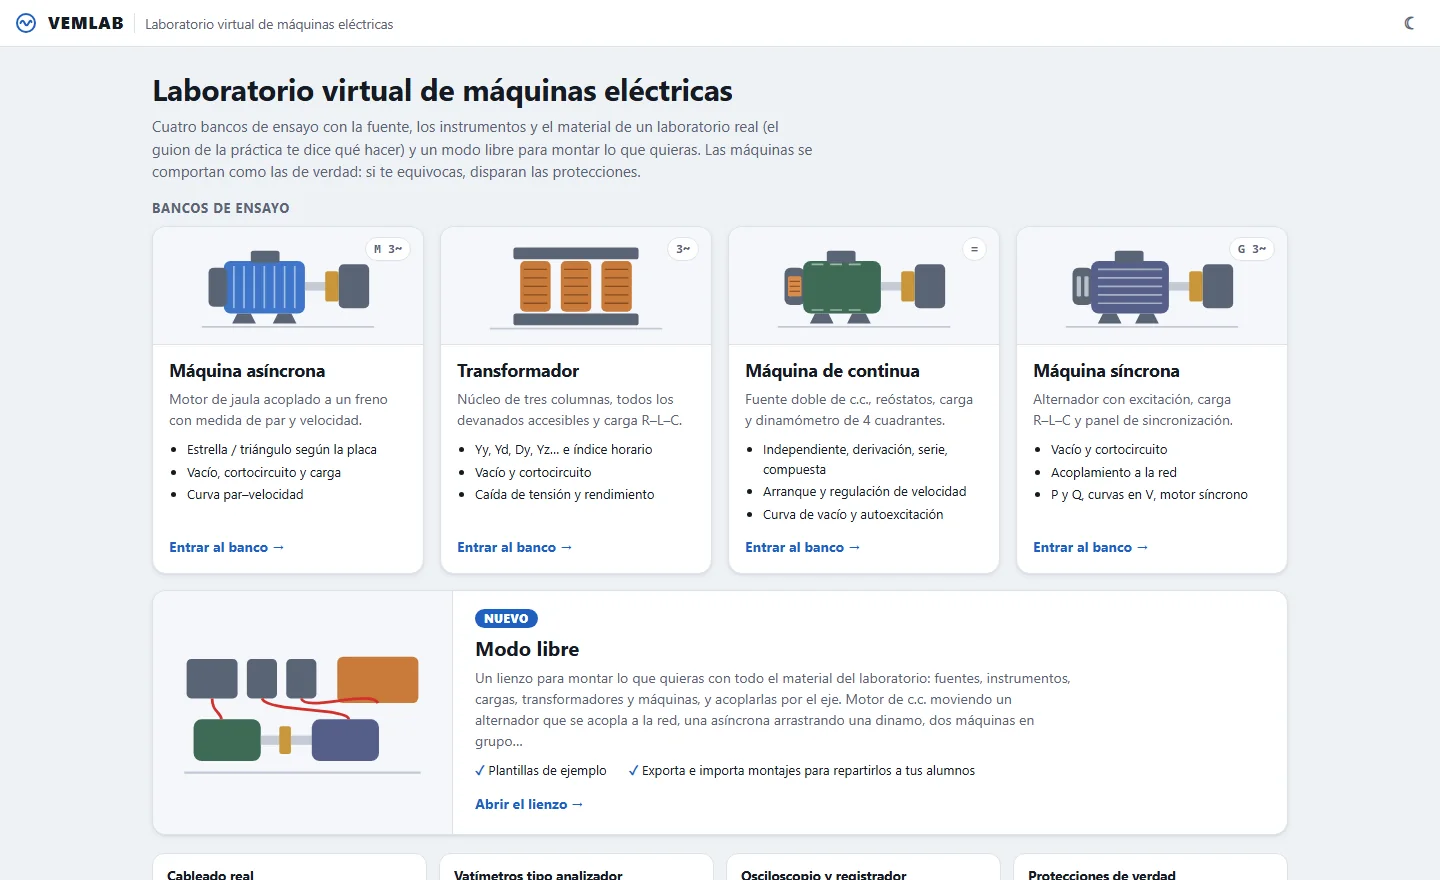 VEMLAB
Laboratorio virtual de máquinas eléctricas
Laboratorio virtual de máquinas eléctricas
Cuatro bancos de ensayo con la fuente, los instrumentos y el material de un laboratorio real (el
guion de la práctica te dice qué hacer) y un modo libre para montar lo que quieras. Las máquinas se
comportan como las de verdad: si te equivocas, disparan las protecciones.
BANCOS DE ENSAYO
M 3~
Máquina asíncrona
Motor de jaula acoplado a un freno
con medida de par y velocidad.
Estrella / triángulo según la placa
Vacío, cortocircuito y carga
Curva par–velocidad
Entrar al banco →
3~
Transformador
Núcleo de tres columnas, todos los
devanados accesibles y carga R–L–C.
Yy, Yd, Dy, Yz... e índice horario
Vacío y cortocircuito
Caída de tensión y rendimiento
Entrar al banco →
=
Máquina de continua
Fuente doble de c.c., reóstatos, carga
y dinamómetro de 4 cuadrantes.
Independiente, derivación, serie,
compuesta
Arranque y regulación de velocidad
Curva de vacío y autoexcitación
Entrar al banco →
G 3~
Máquina síncrona
Alternador con excitación, carga
R–L–C y panel de sincronización.
Vacío y cortocircuito
Acoplamiento a la red
P y Q, curvas en V, motor síncrono
Entrar al banco →
NUEVO
Modo libre
Un lienzo para montar lo que quieras con todo el material del laboratorio: fuentes, instrumentos,
cargas, transformadores y máquinas, y acoplarlas por el eje. Motor de c.c. moviendo un
alternador que se acopla a la red, una asíncrona arrastrando una dinamo, dos máquinas en
grupo...
✓ Plantillas de ejemplo
✓ Exporta e importa montajes para repartirlos a tus alumnos
Abrir el lienzo →
Cableado real
Vatímetros tipo analizador
Osciloscopio y registrador
Protecciones de verdad